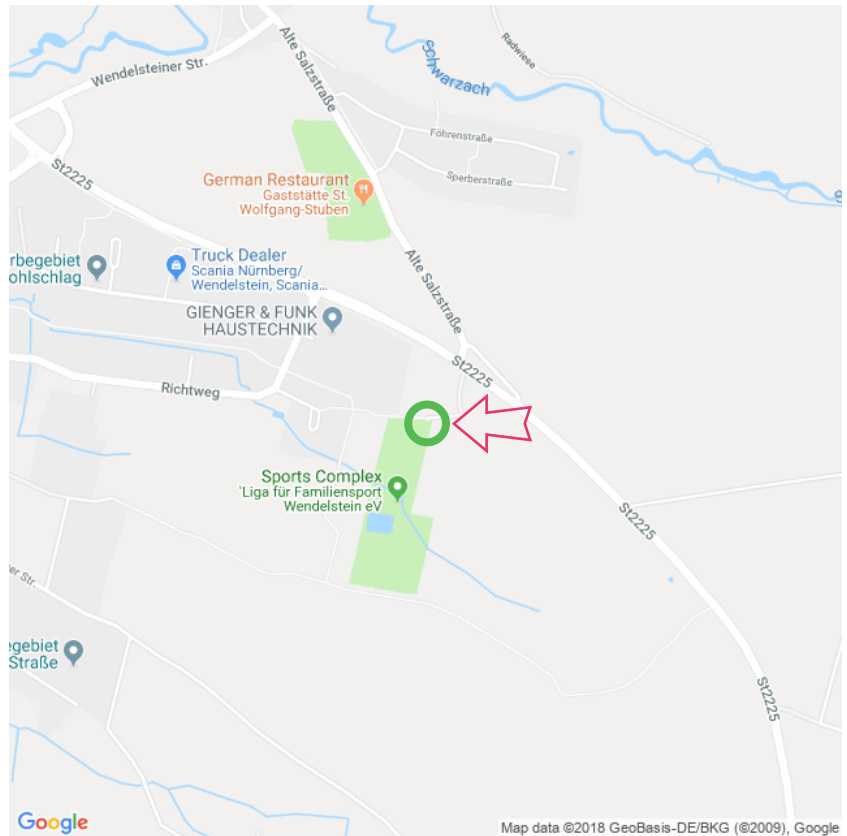 Wendelsteiner Str.
Alte Salzstraße
Radwiese
Schwarzach
Föhrenstraße
Sperberstraße
St2225
German Restaurant
Gaststätte St.
Wolfgang-Stuben
Alte Salzstraße
rbegebiet
ohlschlag
Truck Dealer
Scania Nürnberg/
Wendelstein, Scania...
GIENGER & FUNK
HAUSTECHNIK
St2225
Richtweg
Sports Complex
'Liga für Familiensport
Wendelstein eV
St2225
er Str.
egebiet
Straße
St2225
Google
Map data ©2018 GeoBasis-DE/BKG (©2009), Google